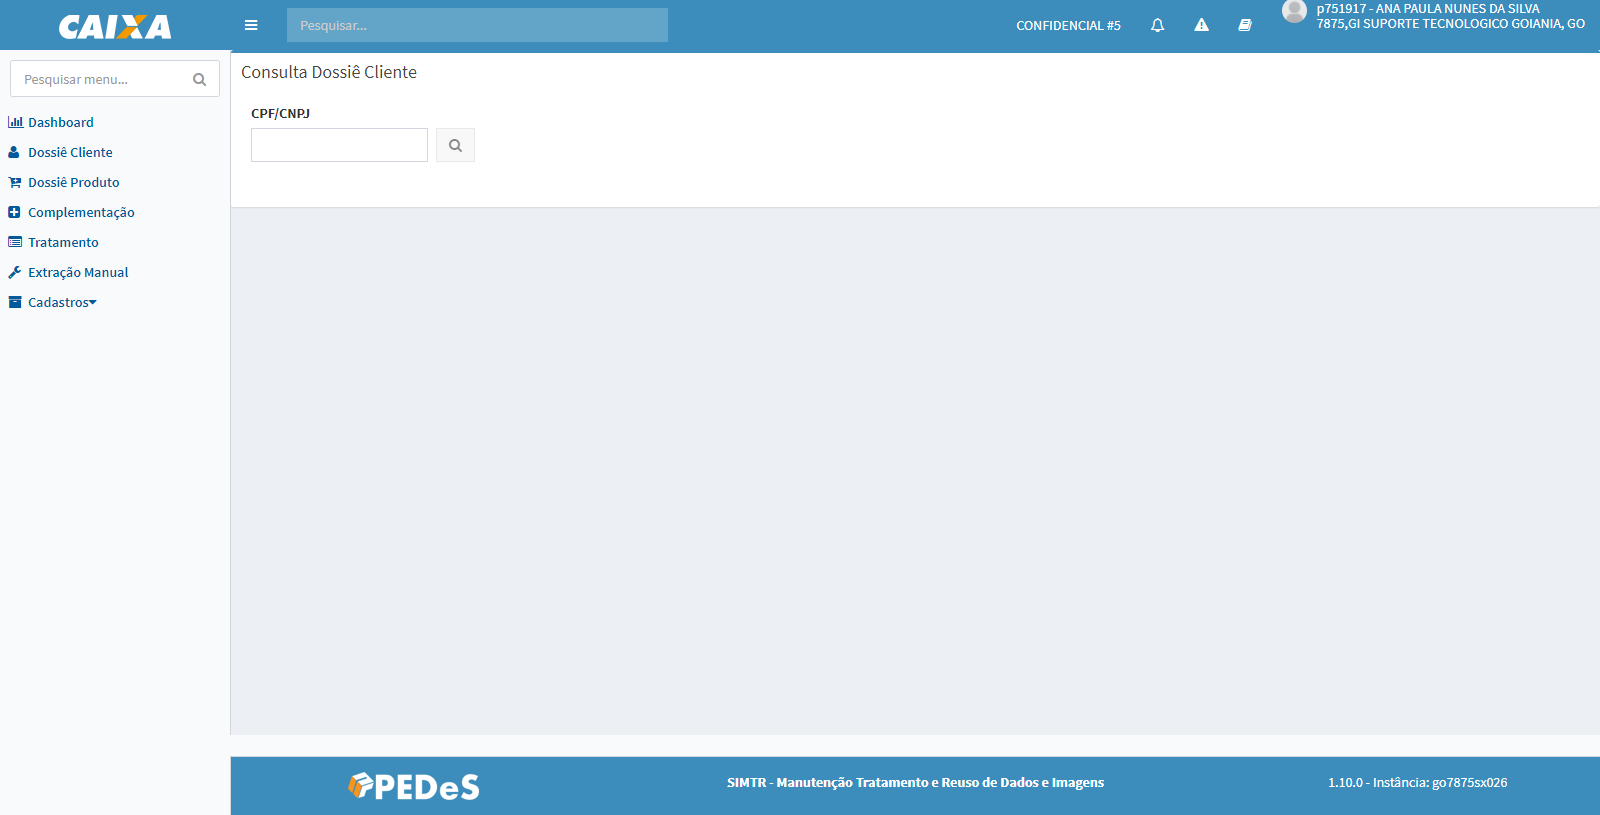 CAIXA
Pesquisar...
CONFIDENCIAL #5
p751917 - ANA PAULA NUNES DA SILVA
7875,GI SUPORTE TECNOLOGICO GOIANIA, GO
Pesquisar menu...
Dashboard
Dossiê Cliente
Dossiê Produto
Complementação
Tratamento
Extração Manual
Cadastros
Consulta Dossiê Cliente
CPF/CNPJ
PEDeS
SIMTR - Manutenção Tratamento e Reuso de Dados e Imagens
1.10.0 - Instância: go7875sx026